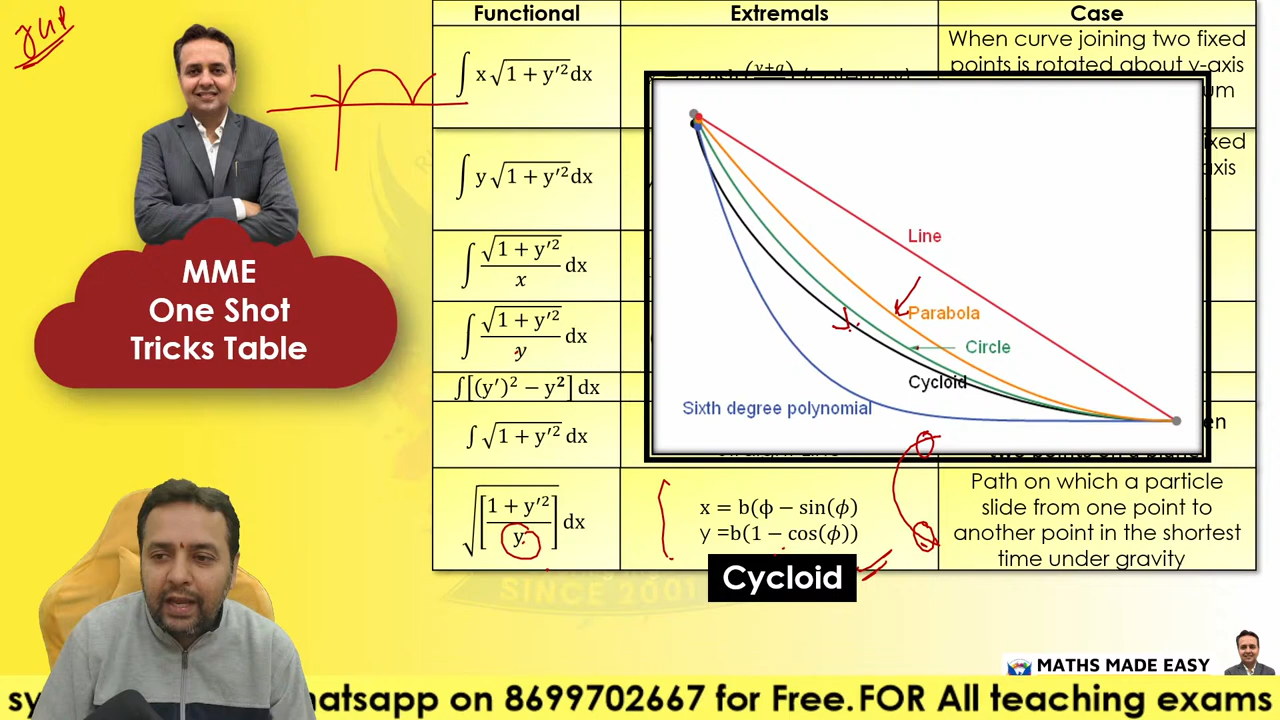 MME
One Shot
Tricks Table
Functional
Extremals
Case
∫ x √(1 + y′²)dx
When curve joining two fixed
points is rotated about y-axis
∫ y √(1 + y′²)dx
∫ √(1 + y′²)/x dx
∫ √(1 + y′²)/y dx
∫[(y′)² − y²] dx
∫ √(1 + y′²) dx
√[(1 + y′²)/y] dx
x = b(ϕ − sin(ϕ)
y =b(1 − cos(ϕ))
Path on which a particle
slide from one point to
another point in the shortest
time under gravity
Line
Parabola
Circle
Cycloid
Sixth degree polynomial
Cycloid
SINCE 2001
MATHS MADE EASY
hatsapp on 8699702667 for Free.FOR All teaching exams